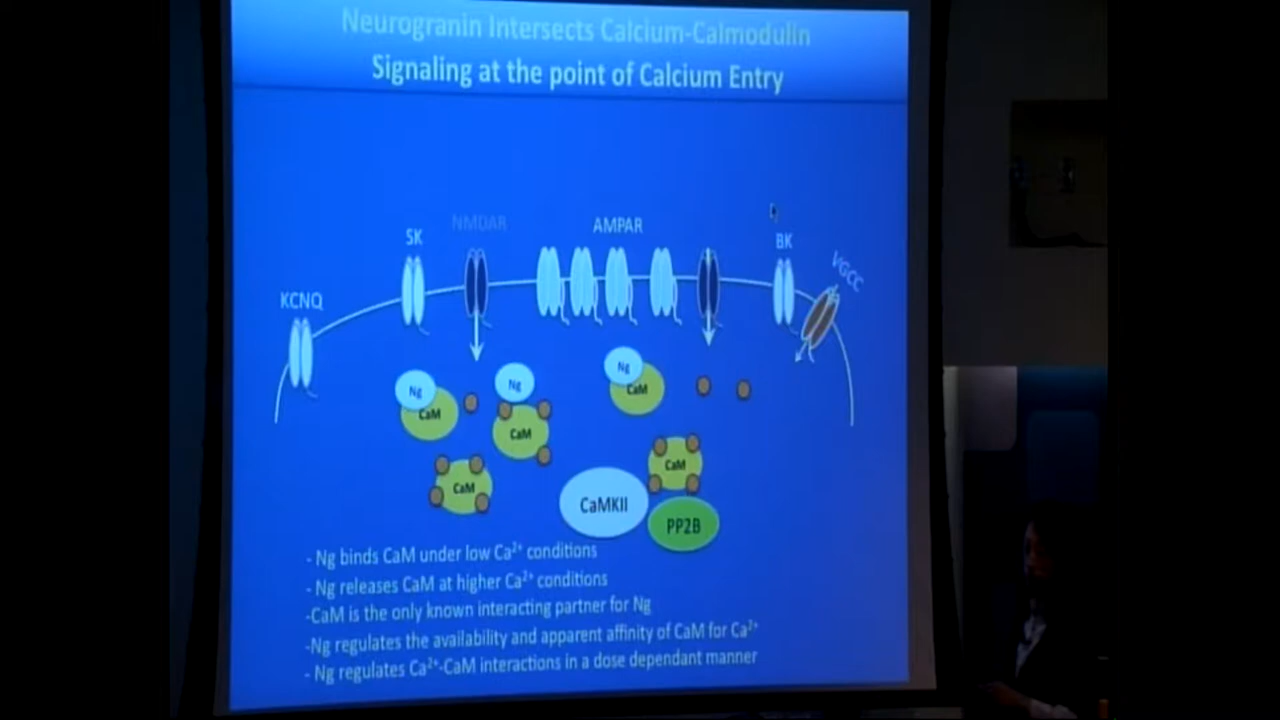 Neurogranin Intersects Calcium-Calmodulin
Signaling at the point of Calcium Entry
KCNQ
SK
NMDAR
AMPAR
BK
VGCC
Ng
CaM
Ng
CaM
Ng
CaM
CaM
CaM
CaMKII
PP2B
- Ng binds CaM under low Ca²⁺ conditions
- Ng releases CaM at higher Ca²⁺ conditions
-CaM is the only known interacting partner for Ng
-Ng regulates the availability and apparent affinity of CaM for Ca²⁺
- Ng regulates Ca²⁺-CaM interactions in a dose dependant manner